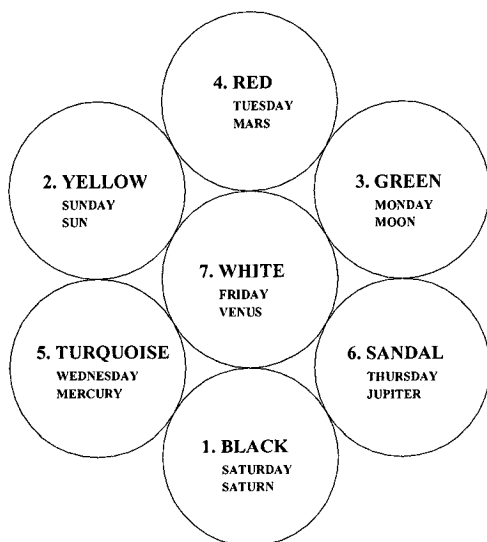 4. RED
TUESDAY
MARS
2. YELLOW
SUNDAY
SUN
3. GREEN
MONDAY
MOON
7. WHITE
FRIDAY
VENUS
5. TURQUOISE
WEDNESDAY
MERCURY
6. SANDAL
THURSDAY
JUPITER
1. BLACK
SATURDAY
SATURN